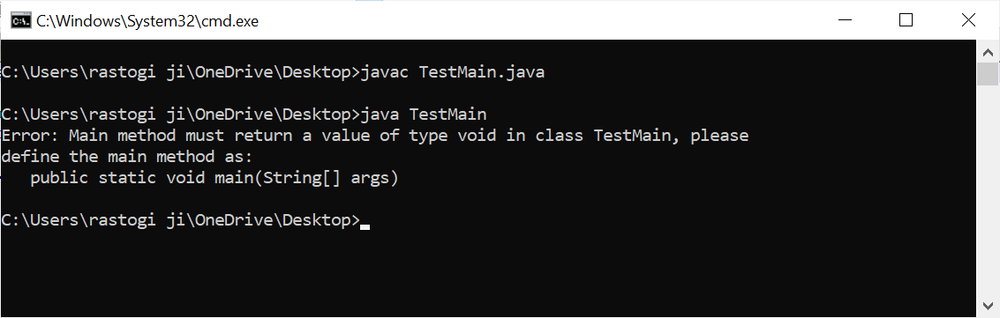 C:\Windows\System32\cmd.exe
C:\Users\rastogi ji\OneDrive\Desktop>javac TestMain.java
C:\Users\rastogi ji\OneDrive\Desktop>java TestMain
Error: Main method must return a value of type void in class TestMain, please
define the main method as:
   public static void main(String[] args)
C:\Users\rastogi ji\OneDrive\Desktop>